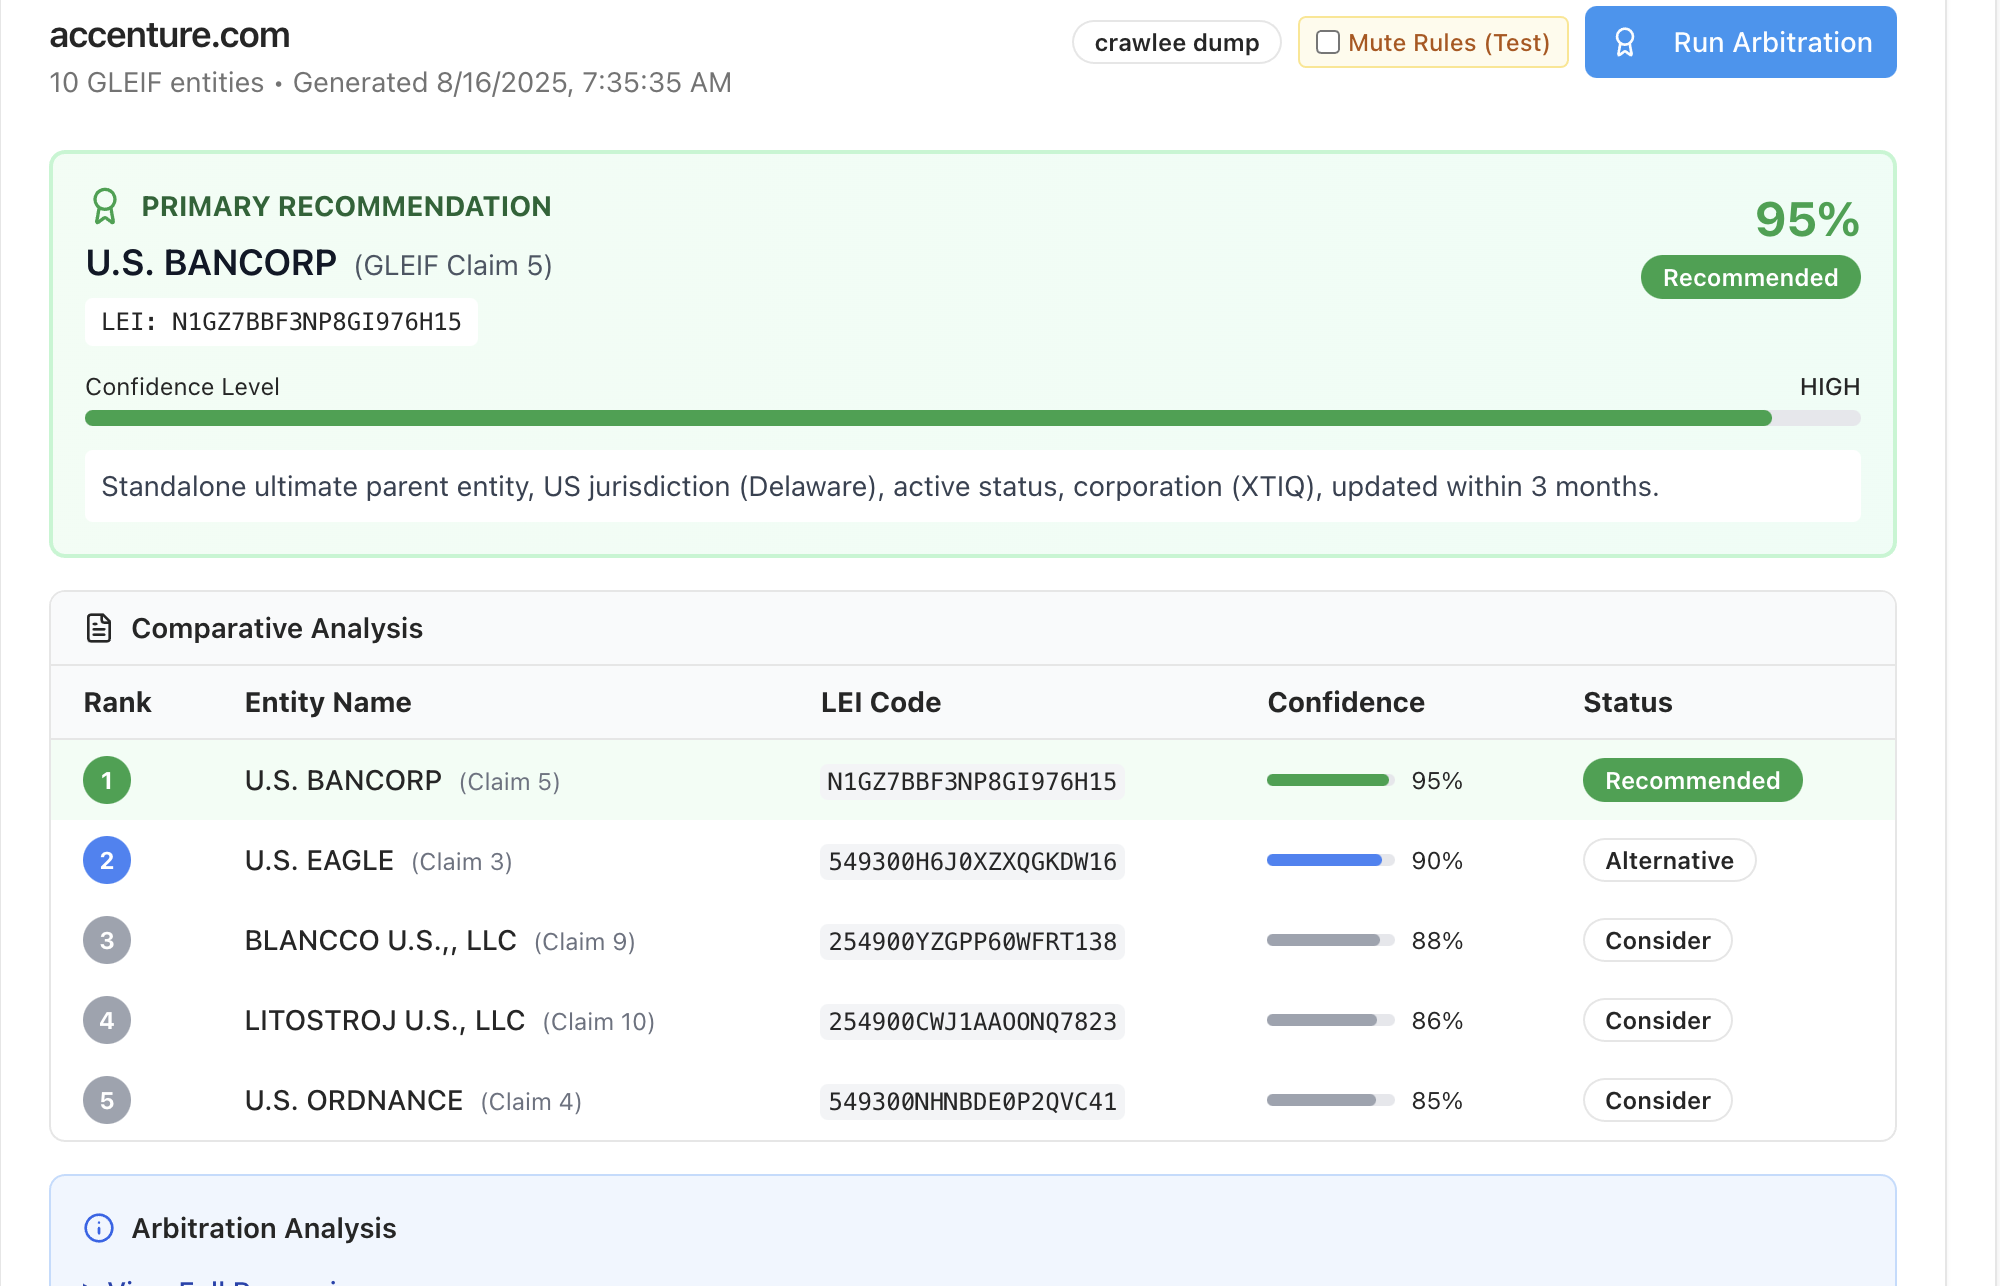 accenture.com
crawlee dump
Mute Rules (Test)
Run Arbitration
10 GLEIF entities • Generated 8/16/2025, 7:35:35 AM
PRIMARY RECOMMENDATION
95%
U.S. BANCORP (GLEIF Claim 5)
Recommended
LEI: N1GZ7BBF3NP8GI976H15
Confidence Level
HIGH
Standalone ultimate parent entity, US jurisdiction (Delaware), active status, corporation (XTIQ), updated within 3 months.
Comparative Analysis
Rank Entity Name LEI Code Confidence Status
1 U.S. BANCORP (Claim 5) N1GZ7BBF3NP8GI976H15 95% Recommended
2 U.S. EAGLE (Claim 3) 549300H6J0XZXQGKDW16 90% Alternative
3 BLANCCO U.S.,, LLC (Claim 9) 254900YZGPP60WFRT138 88% Consider
4 LITOSTROJ U.S., LLC (Claim 10) 254900CWJ1AAOONQ7823 86% Consider
5 U.S. ORDNANCE (Claim 4) 549300NHNBDE0P2QVC41 85% Consider
Arbitration Analysis